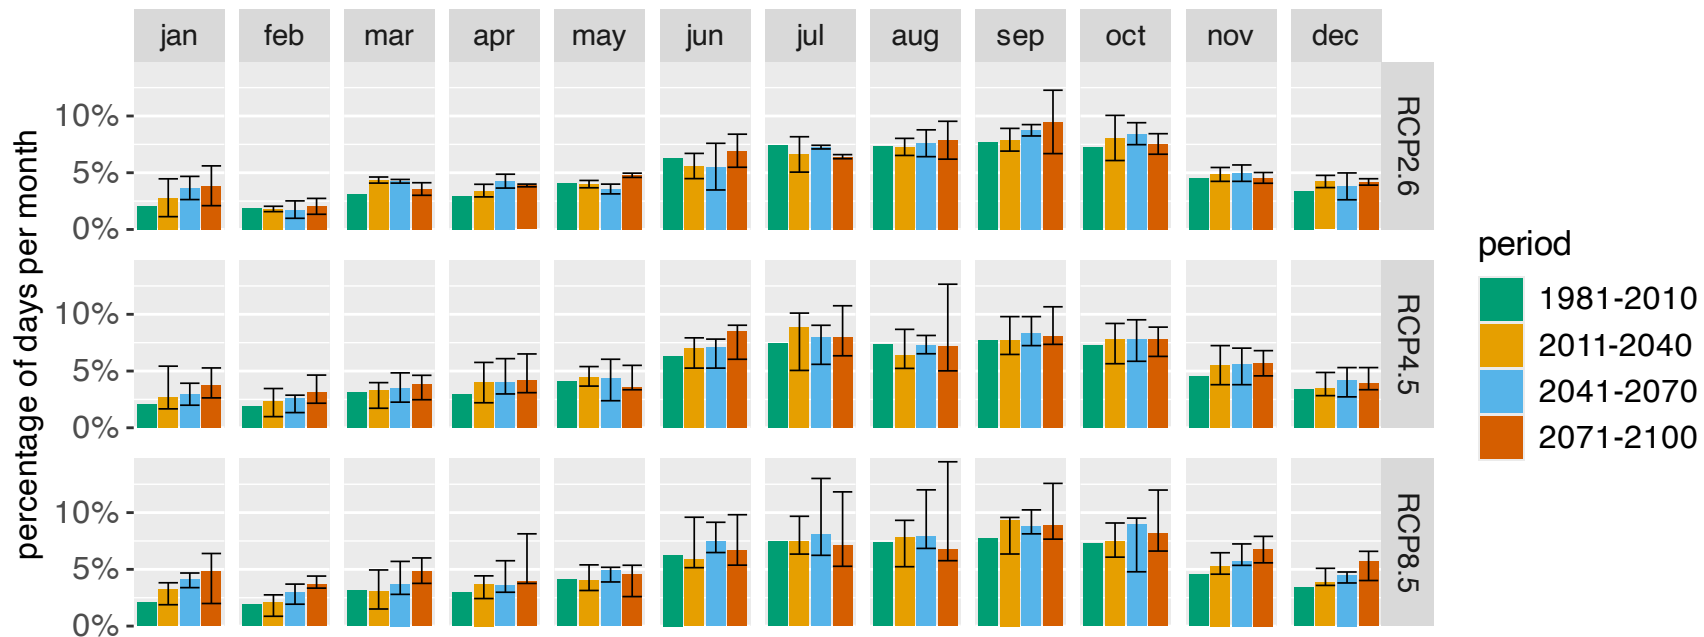 jan feb mar apr may jun jul aug sep oct nov dec
percentage of days per month
10%
5%
0%
RCP2.6
10%
5%
0%
RCP4.5
10%
5%
0%
RCP8.5
period
1981-2010
2011-2040
2041-2070
2071-2100